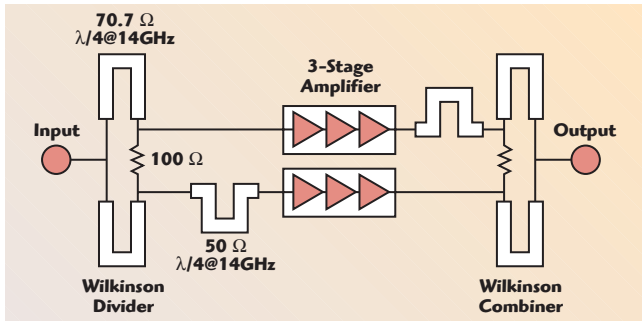 70.7 Ω
λ/4@14GHz
3-Stage
Amplifier
Input
Output
100 Ω
50 Ω
λ/4@14GHz
Wilkinson
Divider
Wilkinson
Combiner